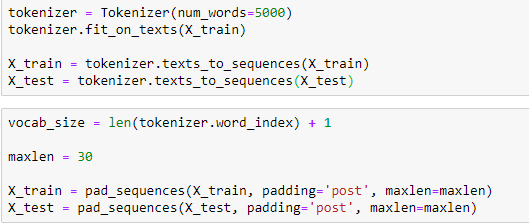 tokenizer = Tokenizer(num_words=5000)
tokenizer.fit_on_texts(X_train)
X_train = tokenizer.texts_to_sequences(X_train)
X_test = tokenizer.texts_to_sequences(X_test)
vocab_size = len(tokenizer.word_index) + 1
maxlen = 30
X_train = pad_sequences(X_train, padding='post', maxlen=maxlen)
X_test = pad_sequences(X_test, padding='post', maxlen=maxlen)